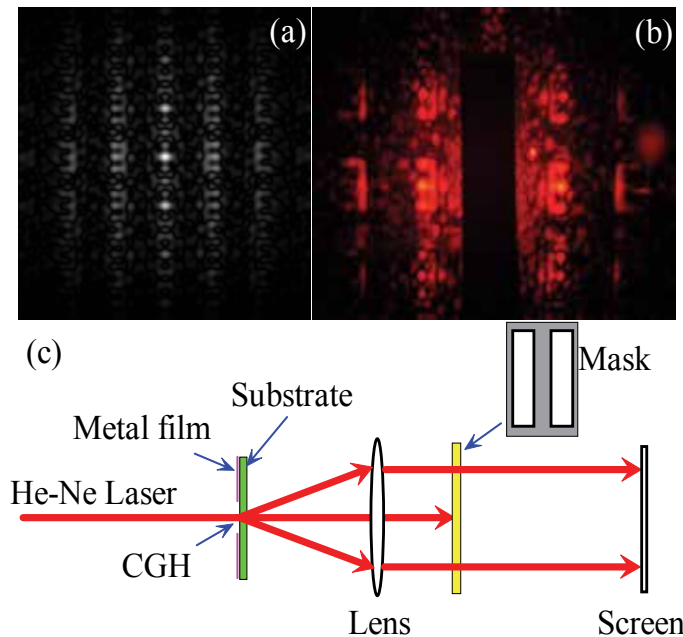 (a)
(b)
(c)
Mask
Substrate
Metal film
He-Ne Laser
CGH
Lens
Screen